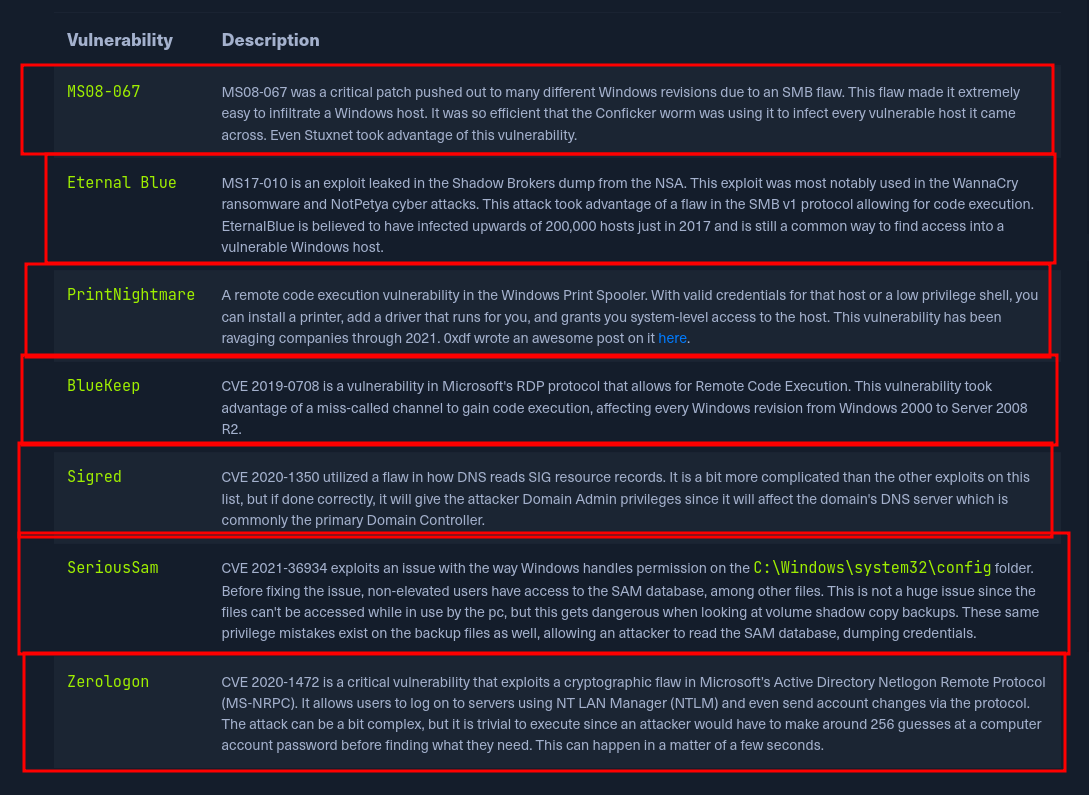 Vulnerability Description
MS08-067 MS08-067 was a critical patch pushed out to many different Windows revisions due to an SMB flaw. This flaw made it extremely
easy to infiltrate a Windows host. It was so efficient that the Conficker worm was using it to infect every vulnerable host it came
across. Even Stuxnet took advantage of this vulnerability.
Eternal Blue MS17-010 is an exploit leaked in the Shadow Brokers dump from the NSA. This exploit was most notably used in the WannaCry
ransomware and NotPetya cyber attacks. This attack took advantage of a flaw in the SMB v1 protocol allowing for code execution.
EternalBlue is believed to have infected upwards of 200,000 hosts just in 2017 and is still a common way to find access into a
vulnerable Windows host.
PrintNightmare A remote code execution vulnerability in the Windows Print Spooler. With valid credentials for that host or a low privilege shell, you
can install a printer, add a driver that runs for you, and grants you system-level access to the host. This vulnerability has been
ravaging companies through 2021. 0xdf wrote an awesome post on it here.
BlueKeep CVE 2019-0708 is a vulnerability in Microsoft's RDP protocol that allows for Remote Code Execution. This vulnerability took
advantage of a miss-called channel to gain code execution, affecting every Windows revision from Windows 2000 to Server 2008
R2.
Sigred CVE 2020-1350 utilized a flaw in how DNS reads SIG resource records. It is a bit more complicated than the other exploits on this
list, but if done correctly, it will give the attacker Domain Admin privileges since it will affect the domain's DNS server which is
commonly the primary Domain Controller.
SeriousSam CVE 2021-36934 exploits an issue with the way Windows handles permission on the C:\Windows\system32\config folder.
Before fixing the issue, non-elevated users have access to the SAM database, among other files. This is not a huge issue since the
files can't be accessed while in use by the pc, but this gets dangerous when looking at volume shadow copy backups. These same
privilege mistakes exist on the backup files as well, allowing an attacker to read the SAM database, dumping credentials.
Zerologon CVE 2020-1472 is a critical vulnerability that exploits a cryptographic flaw in Microsoft's Active Directory Netlogon Remote Protocol
(MS-NRPC). It allows users to log on to servers using NT LAN Manager (NTLM) and even send account changes via the protocol.
The attack can be a bit complex, but it is trivial to execute since an attacker would have to make around 256 guesses at a computer
account password before finding what they need. This can happen in a matter of a few seconds.